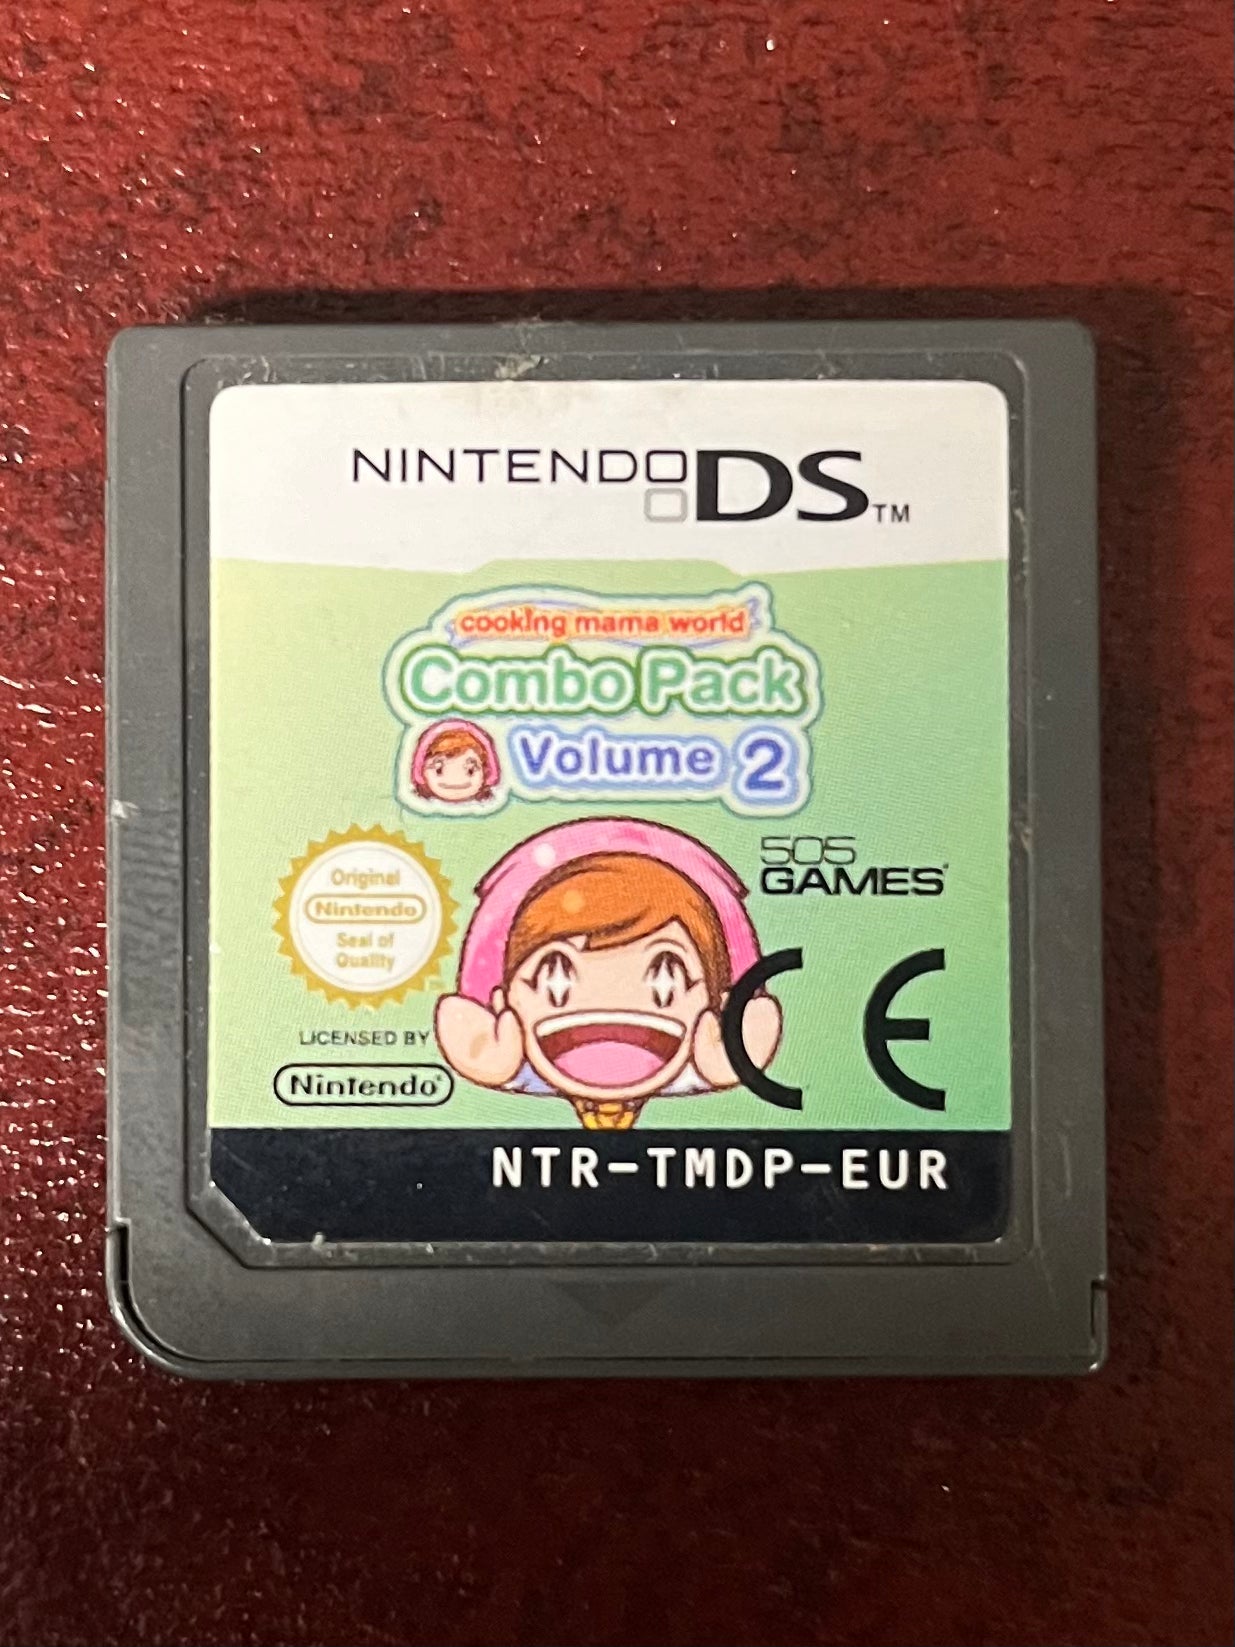 NINTENDO DS™
cooking mama world
Combo Pack
Volume 2
505
GAMES
Original
Nintendo
Seal of
Quality
CE
LICENSED BY
Nintendo®
NTR-TMDP-EUR